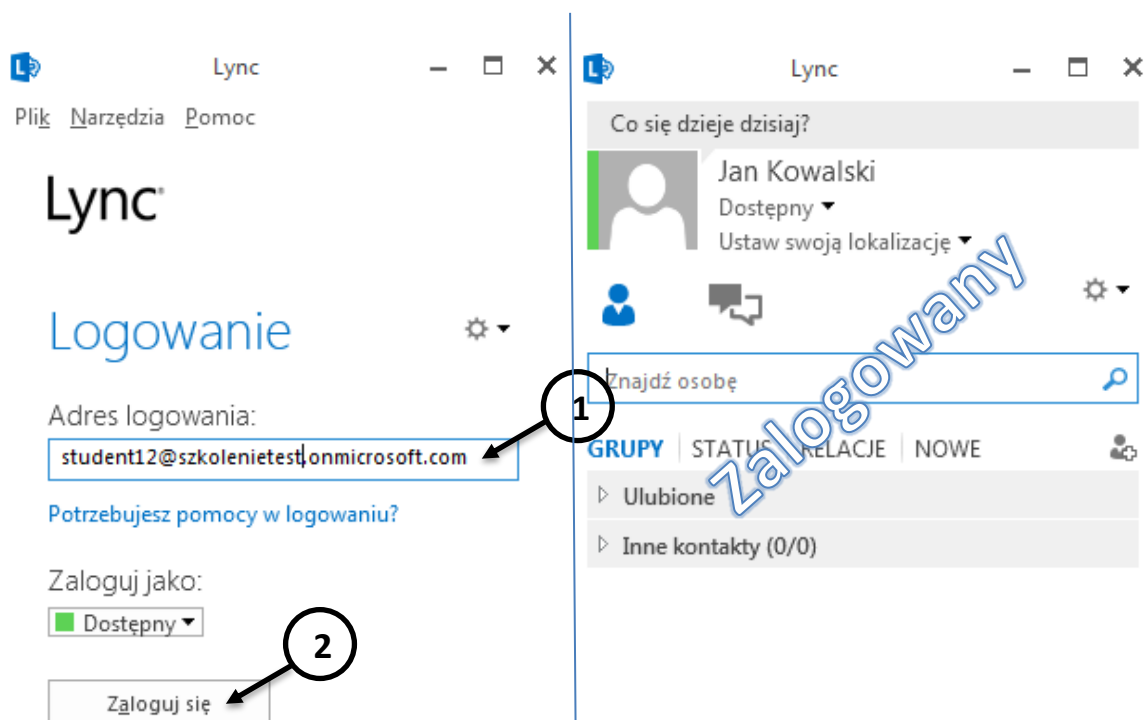 Lync
Plik Narzędzia Pomoc
Lync
Logowanie
Adres logowania:
student12@szkolenietest.onmicrosoft.com
Potrzebujesz pomocy w logowaniu?
Zaloguj jako:
Dostępny
Zaloguj się
1
2
Lync
Co się dzieje dzisiaj?
Jan Kowalski
Dostępny
Ustaw swoją lokalizację
Znajdź osobę
GRUPY STATUS RELACJE NOWE
Ulubione
Inne kontakty (0/0)
Zalogowany